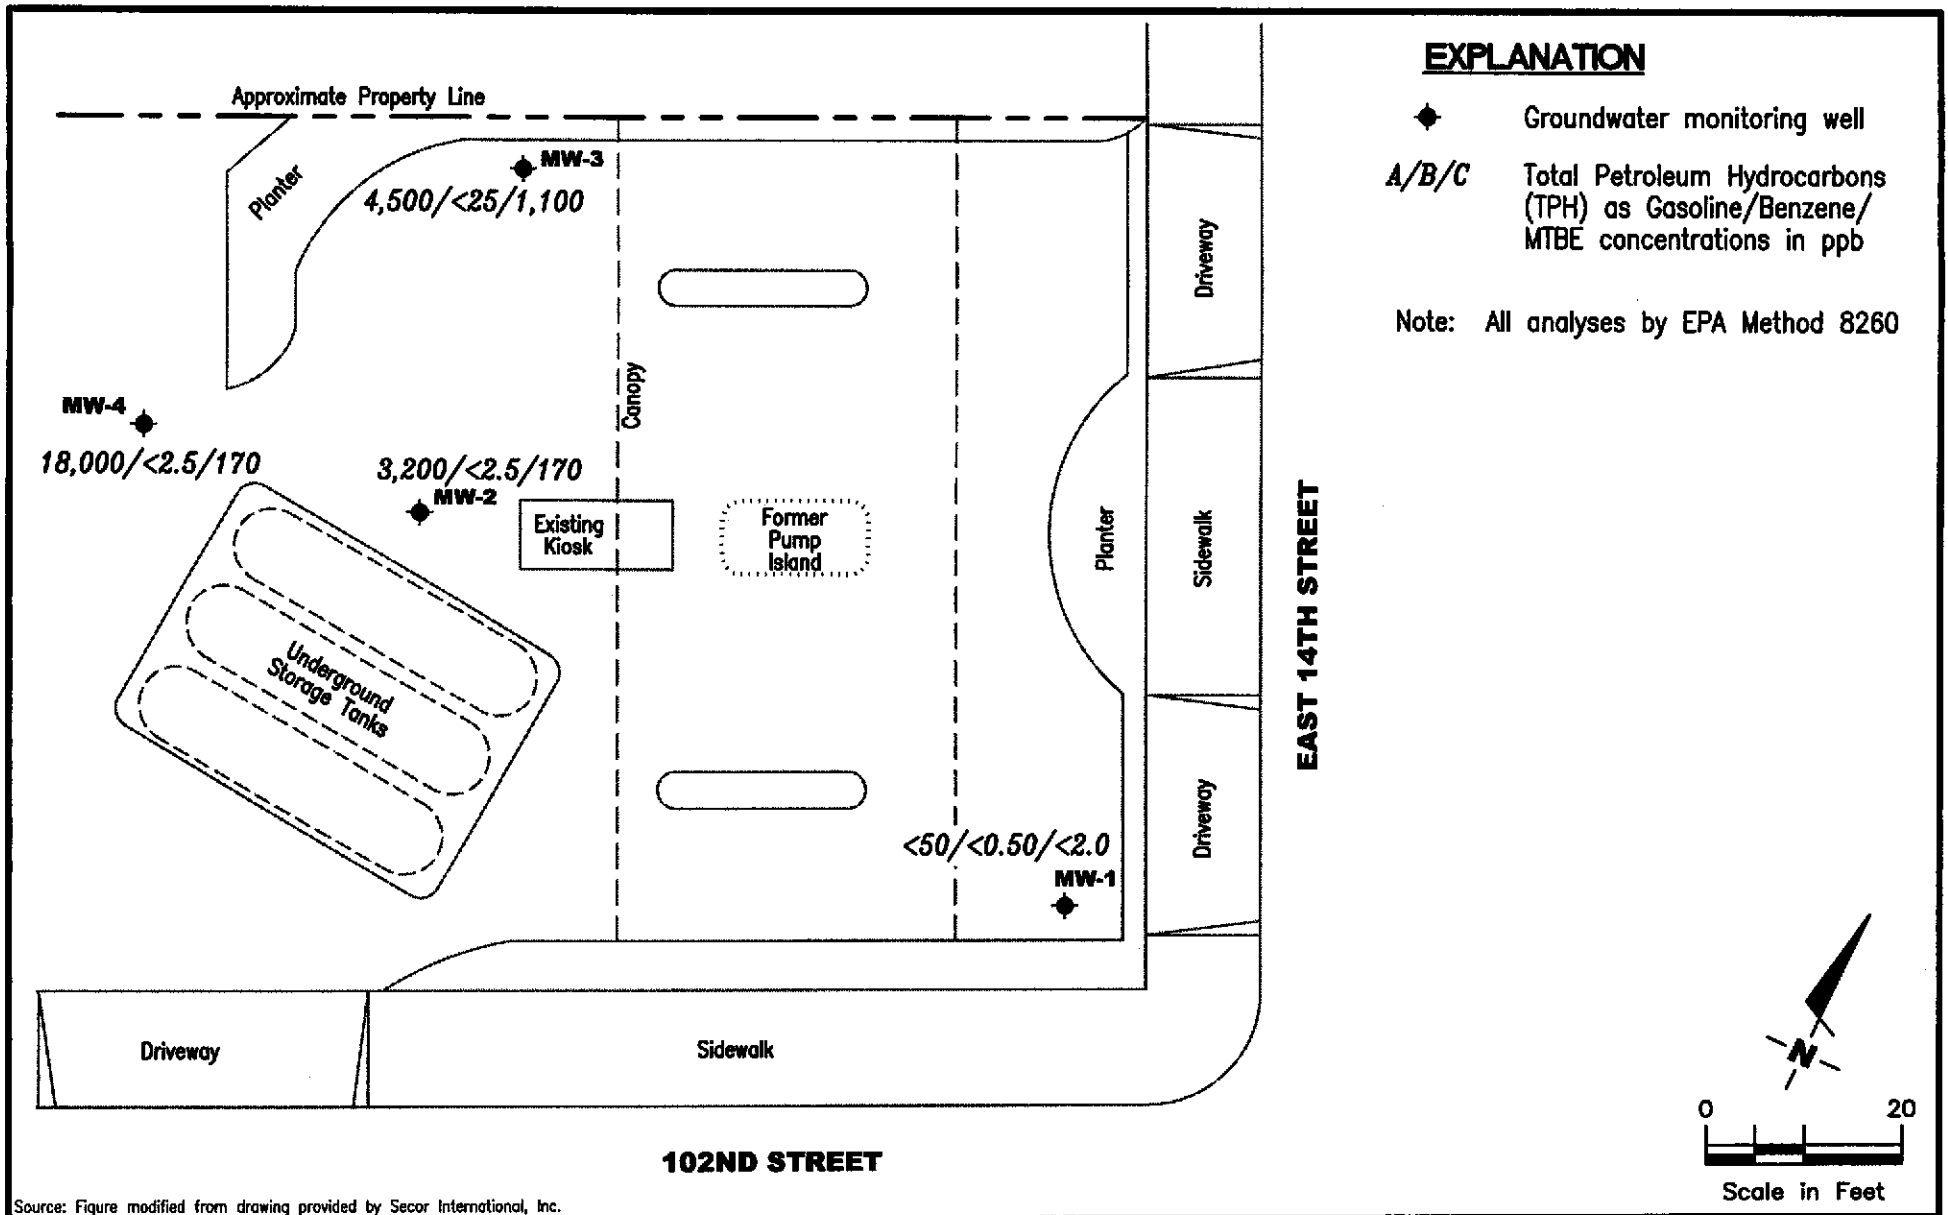 EXPLANATION
Approximate Property Line
Groundwater monitoring well
A/B/C
Total Petroleum Hydrocarbons
(TPH) as Gasoline/Benzene/
MTBE concentrations in ppb
Note: All analyses by EPA Method 8260
Planter
MW-3
4,500/<25/1,100
Driveway
Canopy
MW-4
18,000/<2.5/170
3,200/<2.5/170
MW-2
Existing
Kiosk
Former
Pump
Island
Planter
Sidewalk
EAST 14TH STREET
Underground
Storage Tanks
Driveway
<50/<0.50/<2.0
MW-1
Driveway
Sidewalk
N
0 20
Scale in Feet
102ND STREET
Source: Figure modified from drawing provided by Secor International, Inc.